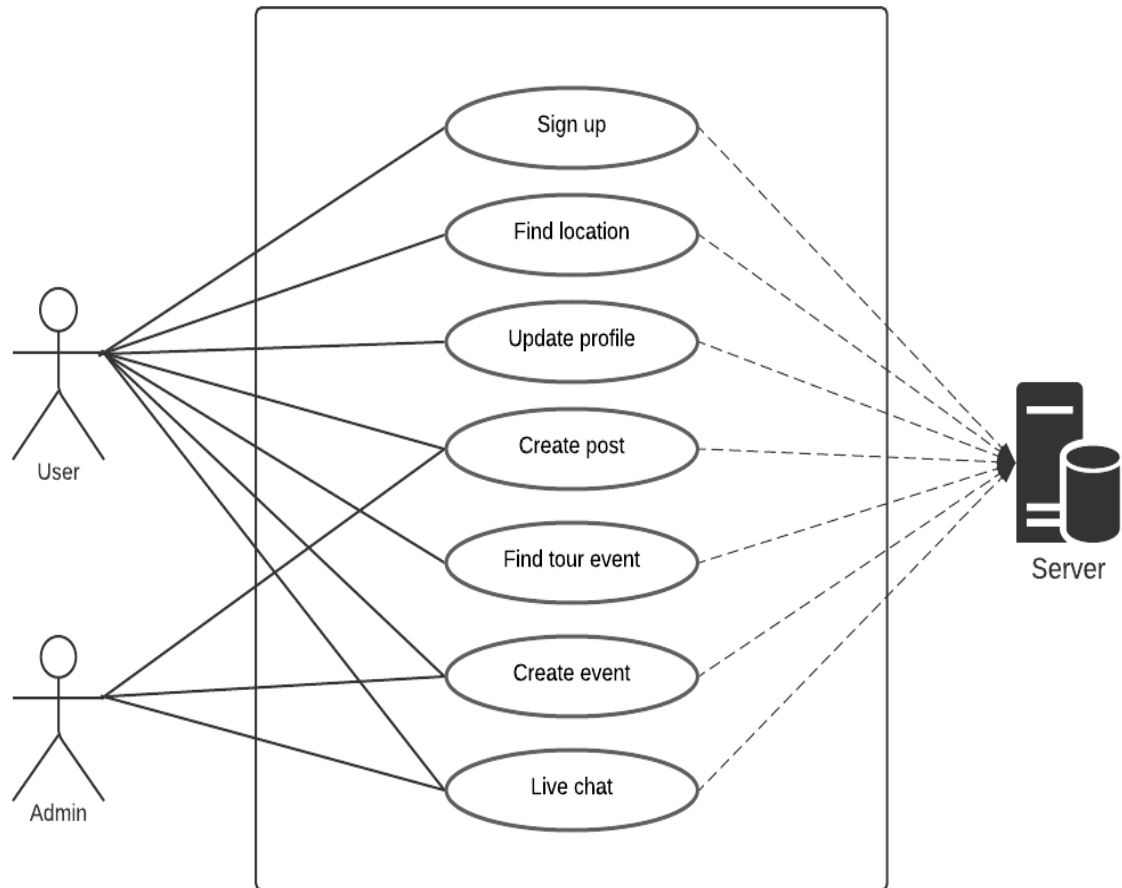 Sign up
Find location
Update profile
Create post
Find tour event
Create event
Live chat
User
Admin
Server